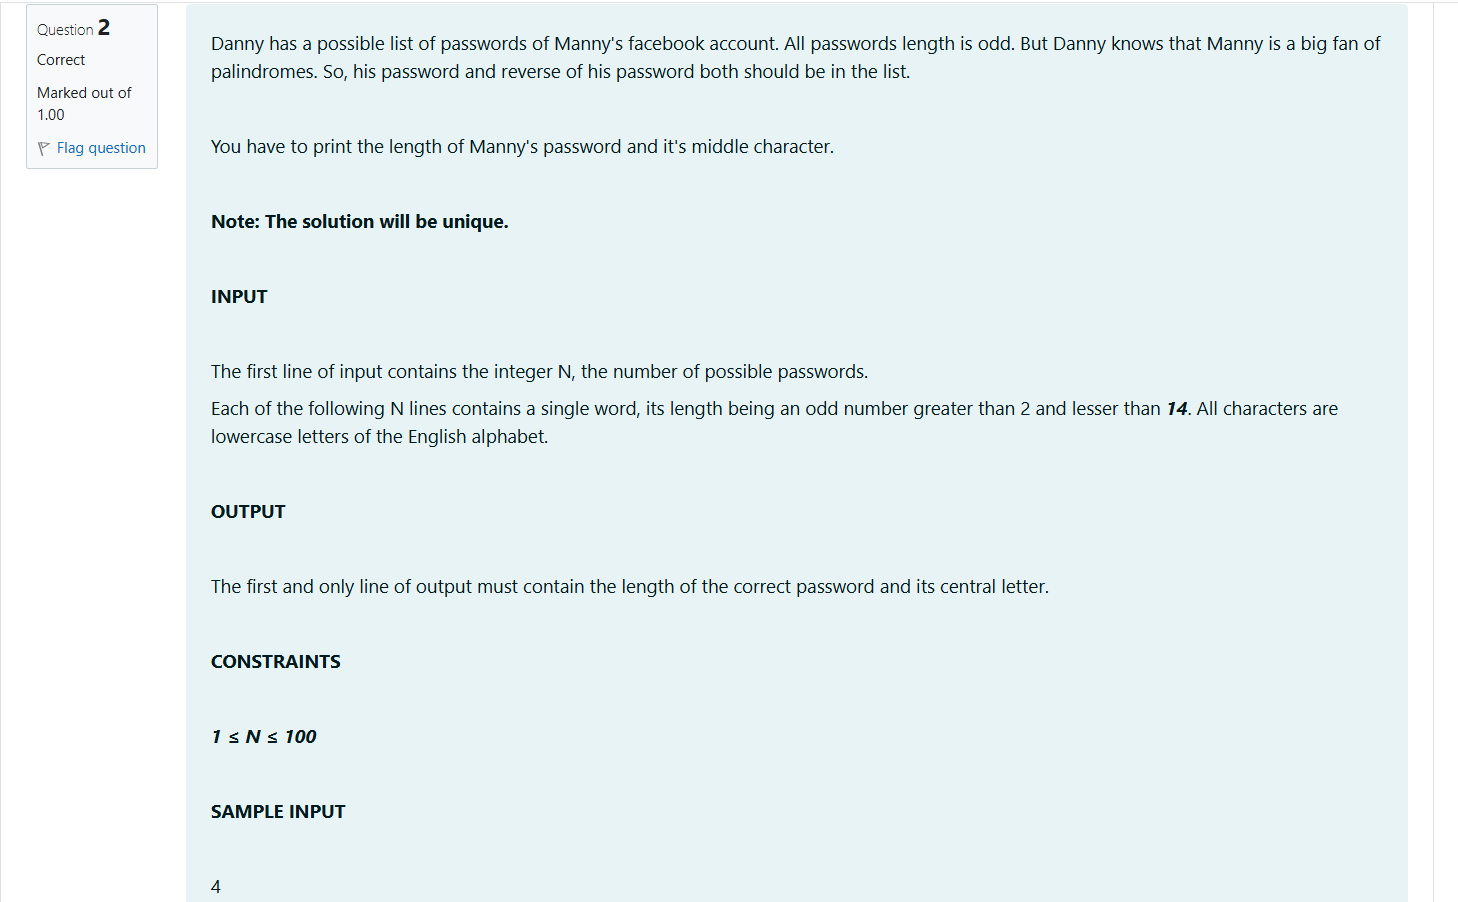 Question 2
Correct
Marked out of
1.00
Flag question
Danny has a possible list of passwords of Manny's facebook account. All passwords length is odd. But Danny knows that Manny is a big fan of
palindromes. So, his password and reverse of his password both should be in the list.
You have to print the length of Manny's password and it's middle character.
Note: The solution will be unique.
INPUT
The first line of input contains the integer N, the number of possible passwords.
Each of the following N lines contains a single word, its length being an odd number greater than 2 and lesser than 14. All characters are
lowercase letters of the English alphabet.
OUTPUT
The first and only line of output must contain the length of the correct password and its central letter.
CONSTRAINTS
1 ≤ N ≤ 100
SAMPLE INPUT
4